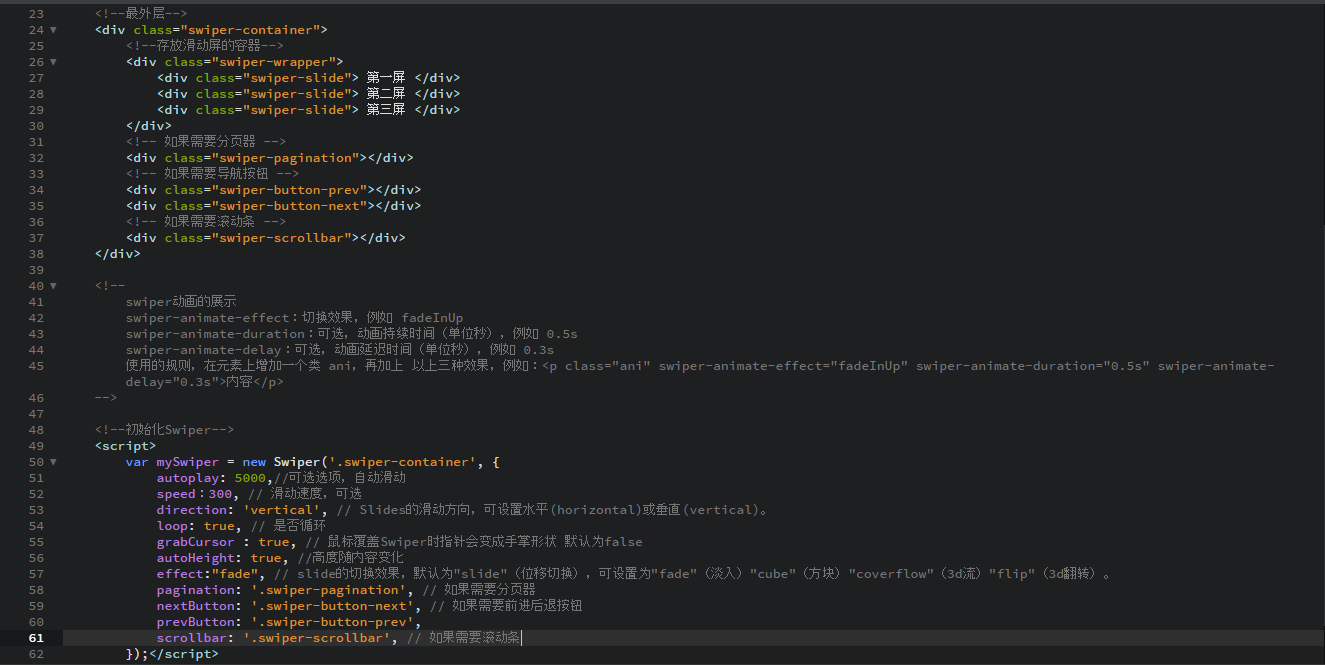 23 <!--最外层-->
24 <div class="swiper-container">
25 <!--存放滑动屏的容器-->
26 <div class="swiper-wrapper">
27 <div class="swiper-slide"> 第一屏 </div>
28 <div class="swiper-slide"> 第二屏 </div>
29 <div class="swiper-slide"> 第三屏 </div>
30 </div>
31 <!-- 如果需要分页器 -->
32 <div class="swiper-pagination"></div>
33 <!-- 如果需要导航按钮 -->
34 <div class="swiper-button-prev"></div>
35 <div class="swiper-button-next"></div>
36 <!-- 如果需要滚动条 -->
37 <div class="swiper-scrollbar"></div>
38 </div>
39
40 <!--
41 swiper动画的展示
42 swiper-animate-effect：切换效果，例如 fadeInUp
43 swiper-animate-duration：可选，动画持续时间（单位秒），例如 0.5s
44 swiper-animate-delay：可选，动画延迟时间（单位秒），例如 0.3s
45 使用的规则，在元素上增加一个类 ani，再加上 以上三种效果，例如：<p class="ani" swiper-animate-effect="fadeInUp" swiper-animate-duration="0.5s" swiper-animate-
delay="0.3s">内容</p>
46 -->
47
48 <!--初始化Swiper-->
49 <script>
50 var mySwiper = new Swiper('.swiper-container', {
51 autoplay: 5000,//可选选项，自动滑动
52 speed：300, // 滑动速度，可选
53 direction: 'vertical', // Slides的滑动方向，可设置水平(horizontal)或垂直(vertical)。
54 loop: true, // 是否循环
55 grabCursor : true, // 鼠标覆盖Swiper时指针会变成手掌形状 默认为false
56 autoHeight: true, //高度随内容变化
57 effect:"fade", // slide的切换效果，默认为"slide"（位移切换），可设置为"fade"（淡入）"cube"（方块）"coverflow"（3d流）"flip"（3d翻转）。
58 pagination: '.swiper-pagination', // 如果需要分页器
59 nextButton: '.swiper-button-next', // 如果需要前进后退按钮
60 prevButton: '.swiper-button-prev',
61 scrollbar: '.swiper-scrollbar', // 如果需要滚动条
62 });</script>